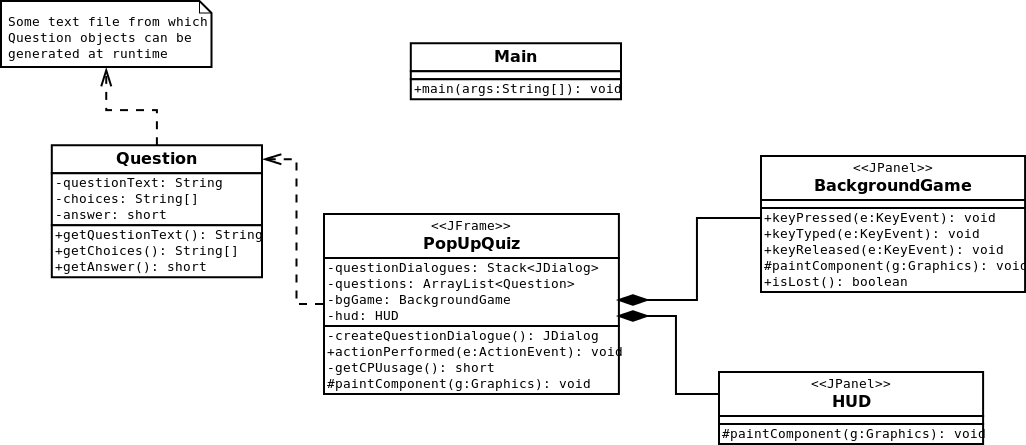 Some text file from which
Question objects can be
generated at runtime
Main
+main(args:String[]): void
Question
-questionText: String
-choices: String[]
-answer: short
+getQuestionText(): String
+getChoices(): String[]
+getAnswer(): short
<<JFrame>>
PopUpQuiz
-questionDialogues: Stack<JDialog>
-questions: ArrayList<Question>
-bgGame: BackgroundGame
-hud: HUD
-createQuestionDialogue(): JDialog
+actionPerformed(e:ActionEvent): void
-getCPUusage(): short
#paintComponent(g:Graphics): void
<<JPanel>>
BackgroundGame
+keyPressed(e:KeyEvent): void
+keyTyped(e:KeyEvent): void
+keyReleased(e:KeyEvent): void
#paintComponent(g:Graphics): void
+isLost(): boolean
<<JPanel>>
HUD
#paintComponent(g:Graphics): void